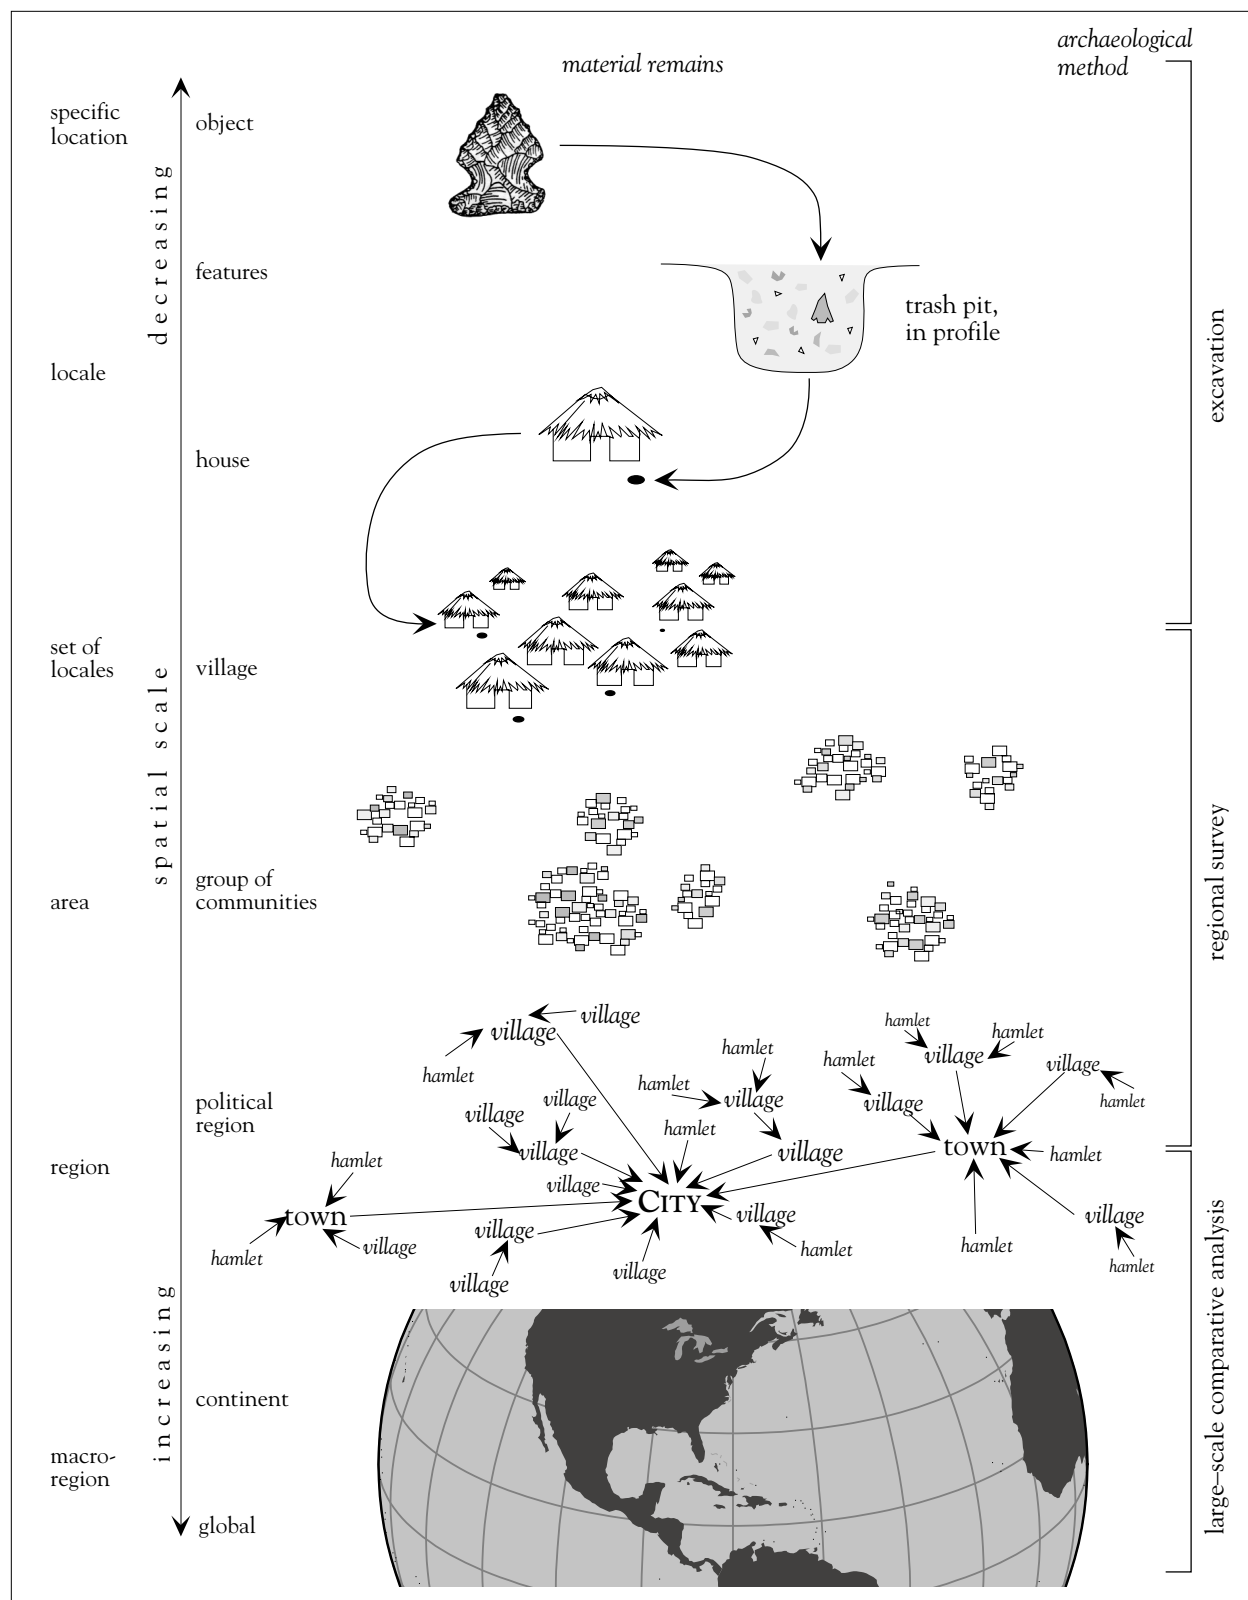 archaeological
method
material remains
specific
location
object
decreasing
features
trash pit,
in profile
excavation
locale
house
set of
locales
village
spatial scale
group of
communities
area
regional survey
village
village
hamlet
hamlet
village
hamlet
village
hamlet
hamlet
village
hamlet
hamlet
village
hamlet
village
political
region
village
village
village
hamlet
village
town
hamlet
region
hamlet
village
CITY
town
village
village
hamlet
village
hamlet
village
hamlet
village
village
hamlet
hamlet
increasing
continent
macro-
region
global
large–scale comparative analysis